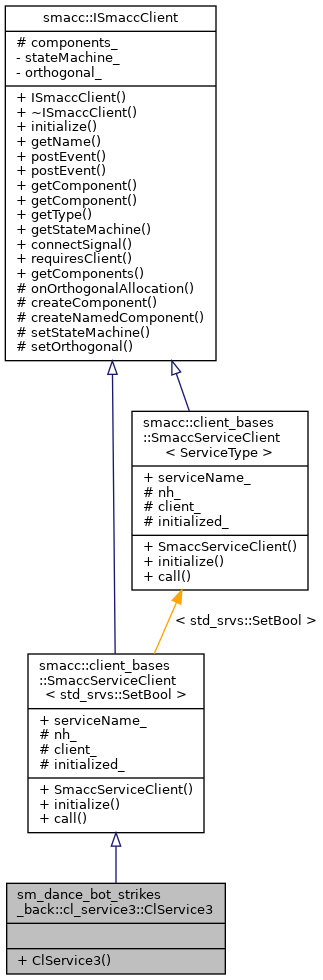 smacc::ISmaccClient
# components_
- stateMachine_
- orthogonal_
+ ISmaccClient()
+ ~ISmaccClient()
+ initialize()
+ getName()
+ postEvent()
+ postEvent()
+ getComponent()
+ getComponent()
+ getType()
+ getStateMachine()
+ connectSignal()
+ requiresClient()
+ getComponents()
# onOrthogonalAllocation()
# createComponent()
# createNamedComponent()
# setStateMachine()
# setOrthogonal()
smacc::client_bases
::SmaccServiceClient
< ServiceType >
+ serviceName_
# nh_
# client_
# initialized_
+ SmaccServiceClient()
+ initialize()
+ call()
< std_srvs::SetBool >
smacc::client_bases
::SmaccServiceClient
< std_srvs::SetBool >
+ serviceName_
# nh_
# client_
# initialized_
+ SmaccServiceClient()
+ initialize()
+ call()
sm_dance_bot_strikes
_back::cl_service3::ClService3
+ ClService3()